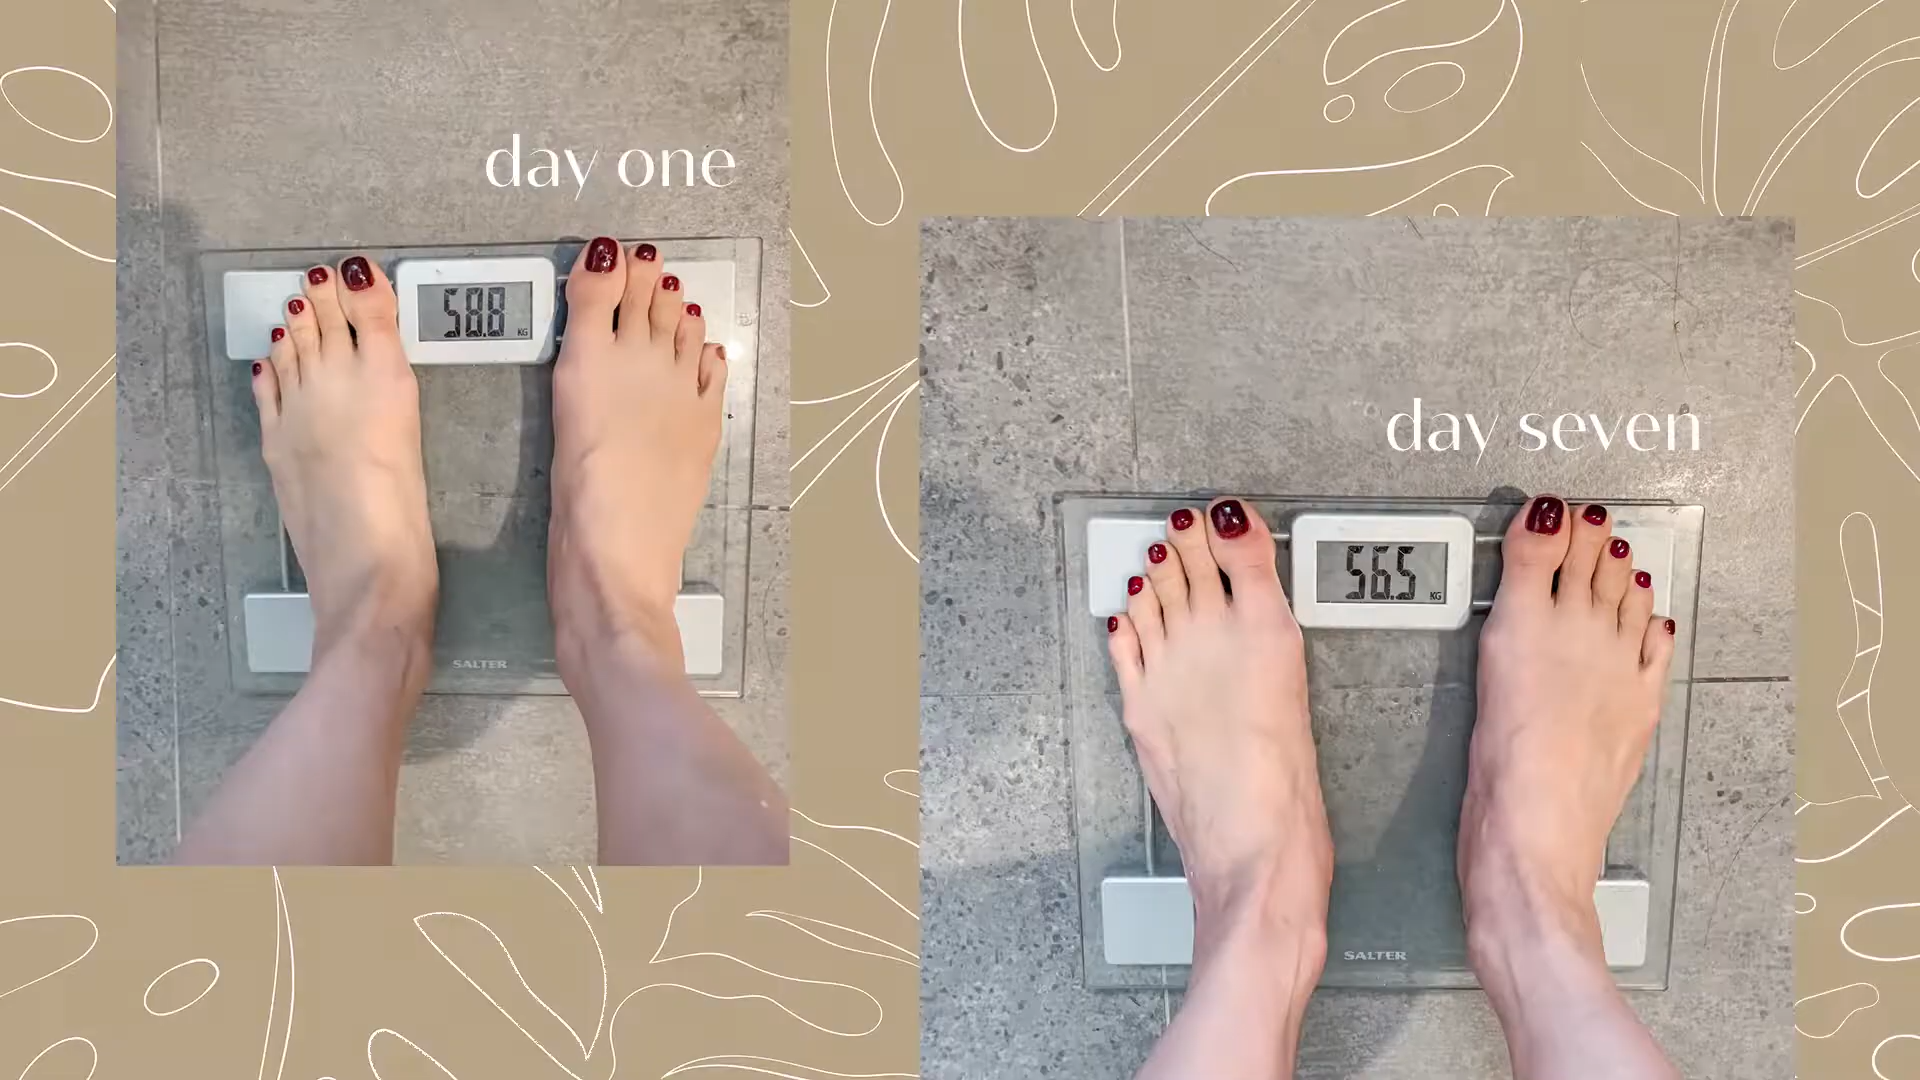 day one
58.8
KG
SALTER
day seven
56.5
KG
SALTER